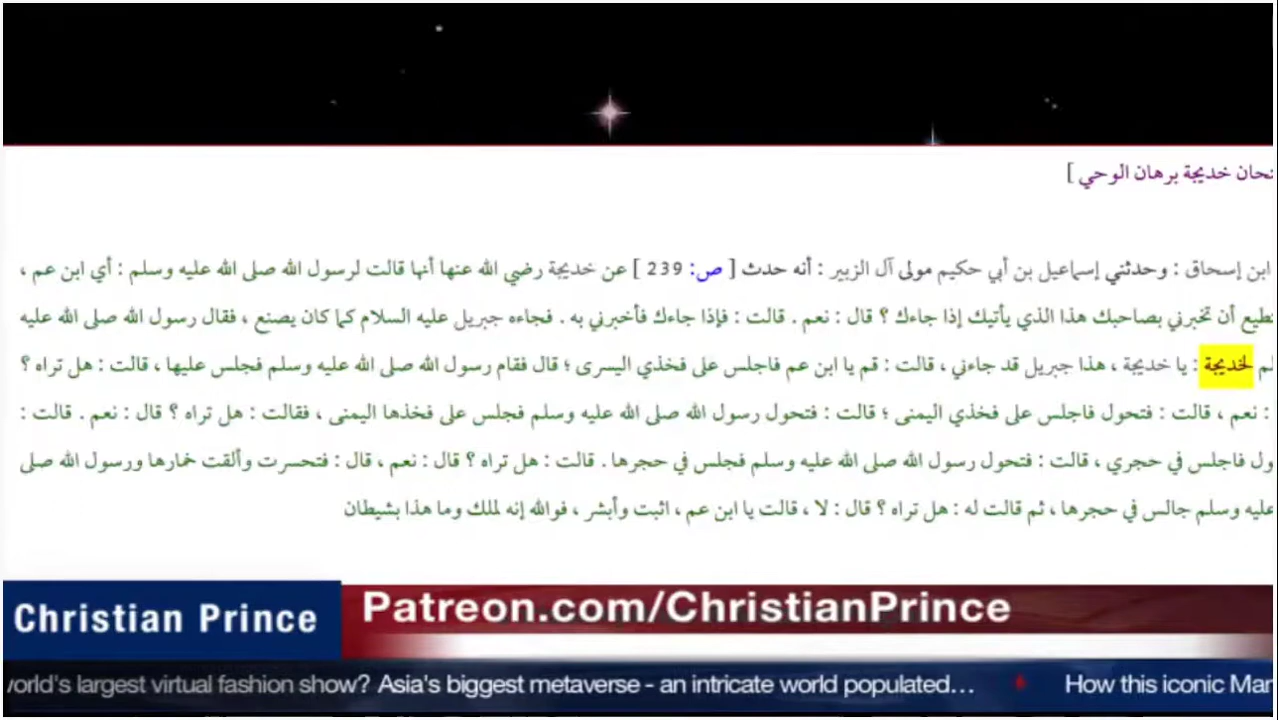 تحان خديجة برهان الوحي ]
ابن إسحاق : وحدثني إسماعيل بن أبي حكيم مولى آل الزبير : أنه حدث [ ص: 239 ] عن خديجة رضي الله عنها أنها قالت لرسول الله صلى الله عليه وسلم : أي ابن عم ،
طيع أن تخبرني بصاحبك هذا الذي يأتيك إذا جاءك ؟ قال : نعم . قالت : فإذا جاءك فأخبرني به . فجاءه جبريل عليه السلام كما كان يصنع ، فقال رسول الله صلى الله عليه
لم لخديجة : يا خديجة ، هذا جبريل قد جاءني ، قالت : قم يا ابن عم فاجلس على فخذي اليسرى ؛ قال فقام رسول الله صلى الله عليه وسلم فجلس عليها ، قالت : هل تراه ؟
: نعم ، قالت : فتحول فاجلس على فخذي اليمنى ؛ قالت : فتحول رسول الله صلى الله عليه وسلم فجلس على فخذها اليمنى ، فقالت : هل تراه ؟ قال : نعم . قالت :
ول فاجلس في حجري ، قالت : فتحول رسول الله صلى الله عليه وسلم فجلس في حجرها . قالت : هل تراه ؟ قال : نعم ، قال : فتحسرت وألقت خمارها ورسول الله صلى
عليه وسلم جالس في حجرها ، ثم قالت له : هل تراه ؟ قال : لا ، قالت يا ابن عم ، اثبت وأبشر ، فوالله إنه لملك وما هذا بشيطان
Christian Prince
Patreon.com/ChristianPrince
orld's largest virtual fashion show? Asia's biggest metaverse - an intricate world populated… How this iconic Mar